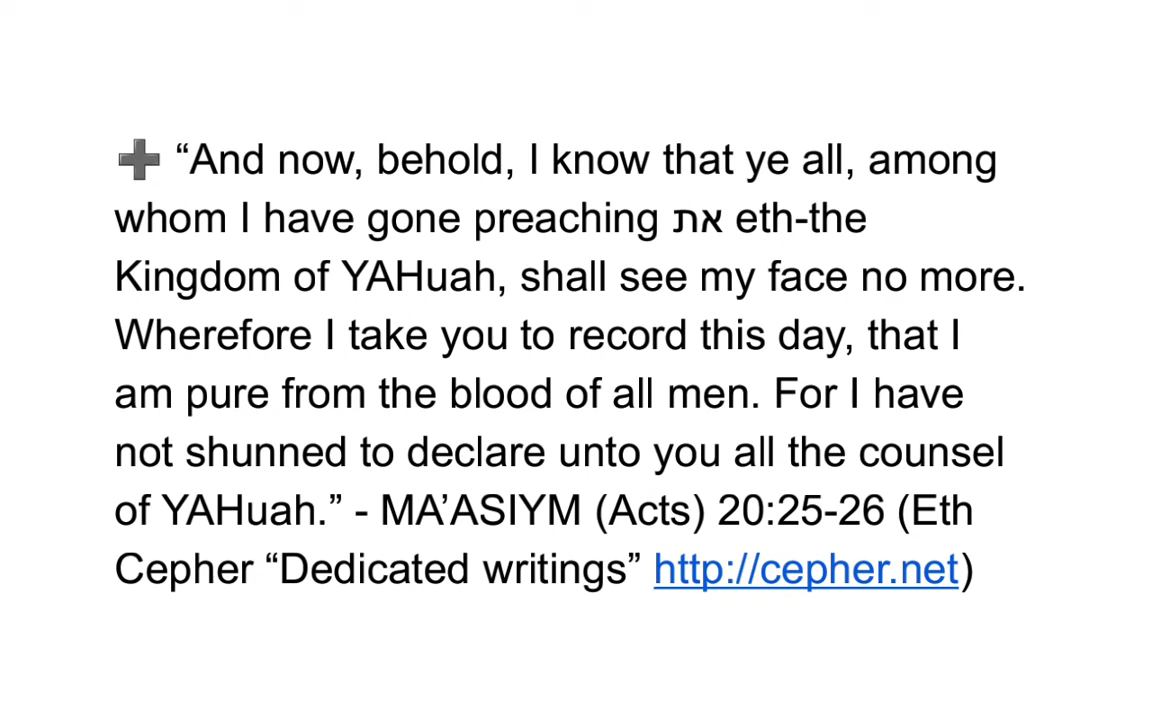 ➕ “And now, behold, I know that ye all, among
whom I have gone preaching את eth-the
Kingdom of YAHuah, shall see my face no more.
Wherefore I take you to record this day, that I
am pure from the blood of all men. For I have
not shunned to declare unto you all the counsel
of YAHuah.” - MA’ASIYM (Acts) 20:25-26 (Eth
Cepher “Dedicated writings” http://cepher.net)